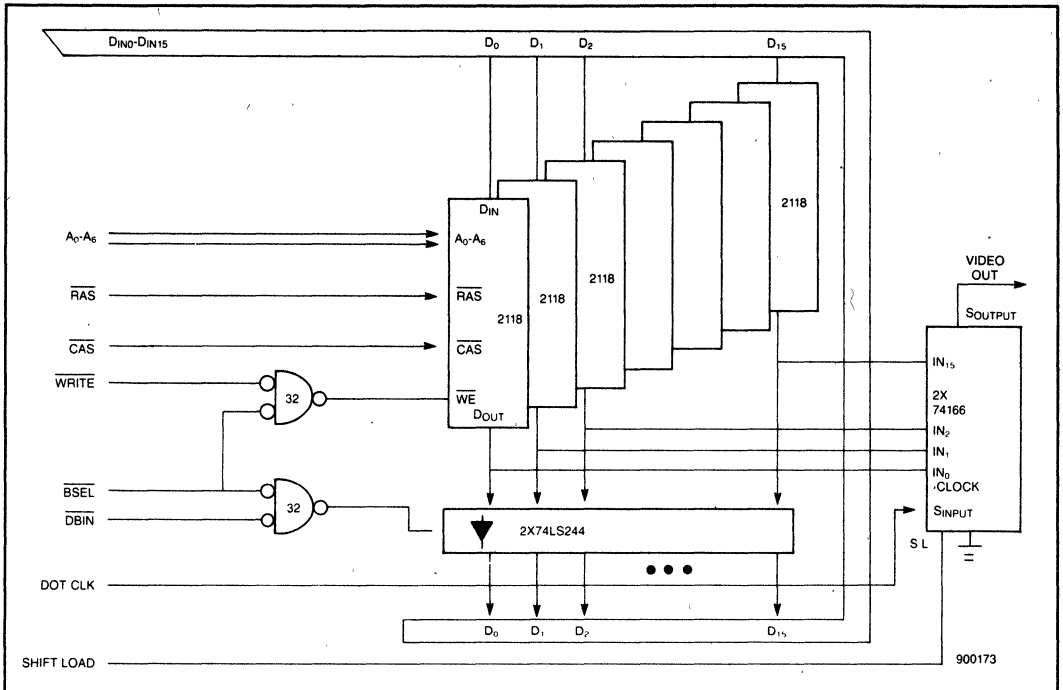 DIN0-DIN15 D0 D1 D2 D15
2118
A0-A6
RAS
CAS
WRITE
BSEL
DBIN
DOT CLK
SHIFT LOAD
DIN
A0-A6
RAS
2118
CAS
WE
DOUT
2118
2118
32
32
2X74LS244
D0 D1 D2 D15
VIDEO
OUT
SOUTPUT
IN15
2X
74166
IN2
IN1
IN0
CLOCK
SINPUT
S L
900173